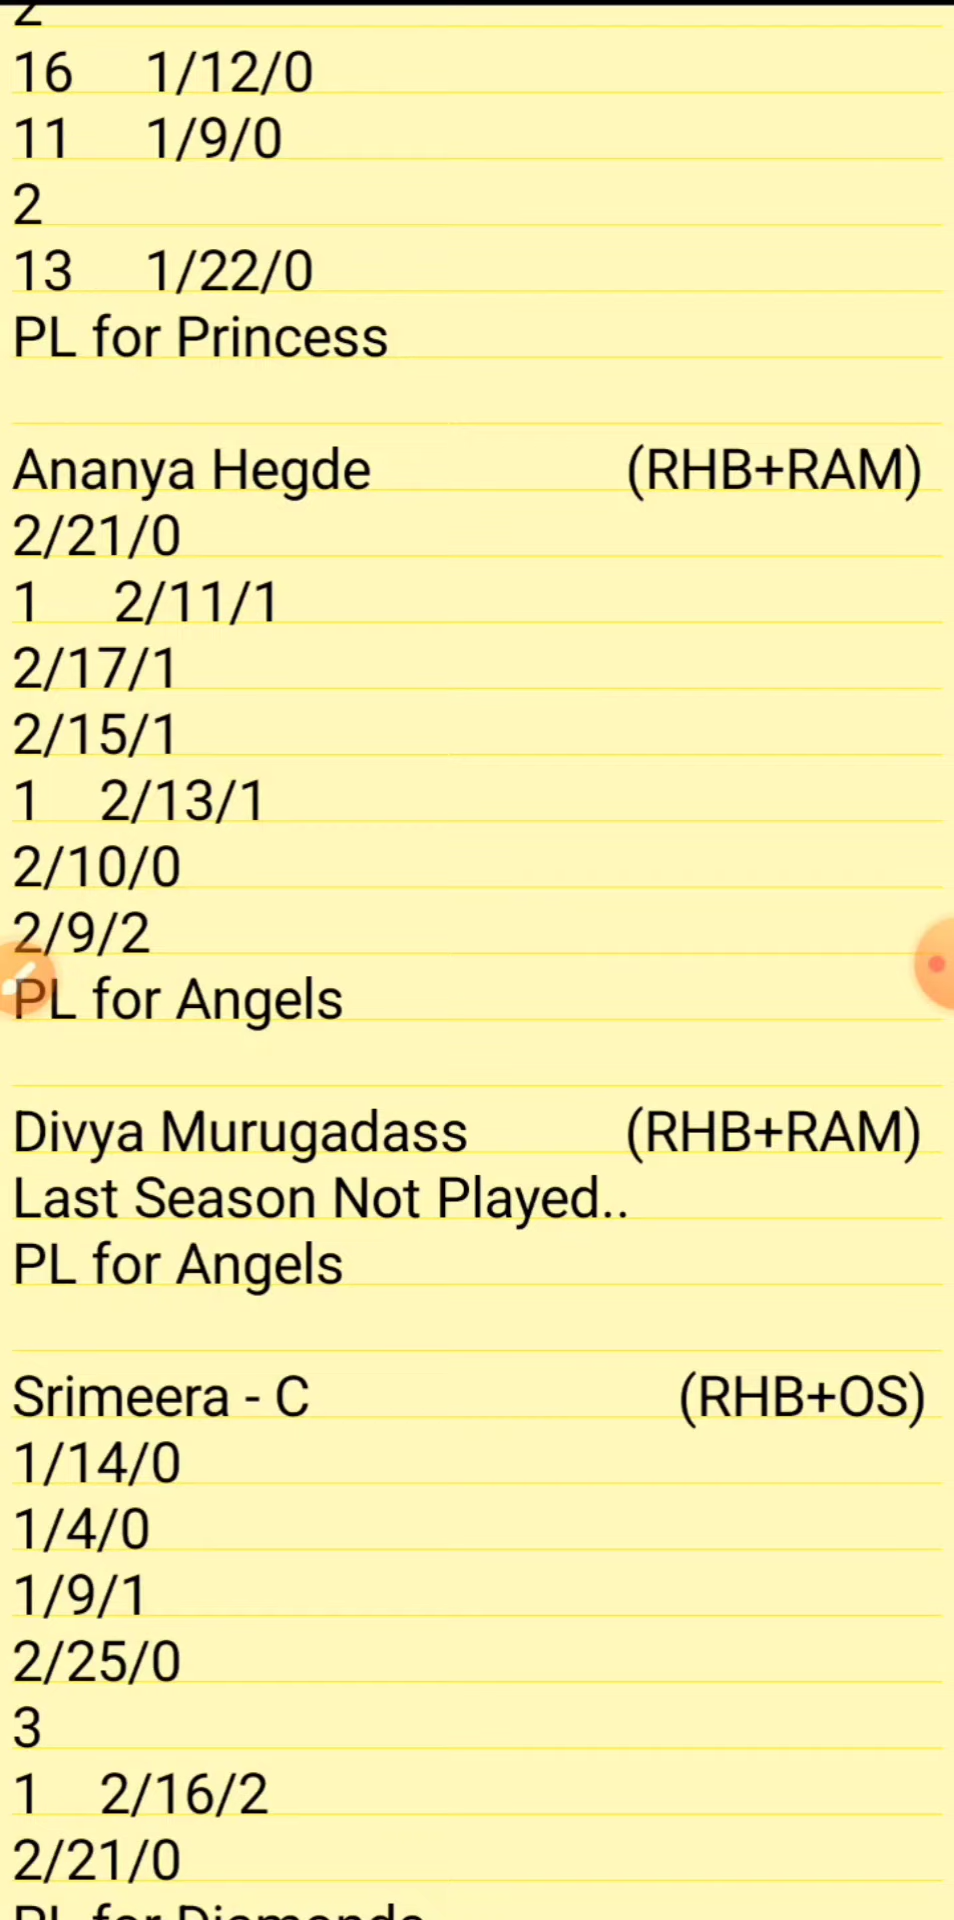 2
16 1/12/0
11 1/9/0
2
13 1/22/0
PL for Princess
Ananya Hegde (RHB+RAM)
2/21/0
1 2/11/1
2/17/1
2/15/1
1 2/13/1
2/10/0
2/9/2
PL for Angels
Divya Murugadass (RHB+RAM)
Last Season Not Played..
PL for Angels
Srimeera - C (RHB+OS)
1/14/0
1/4/0
1/9/1
2/25/0
3
1 2/16/2
2/21/0
PL for Diamonds